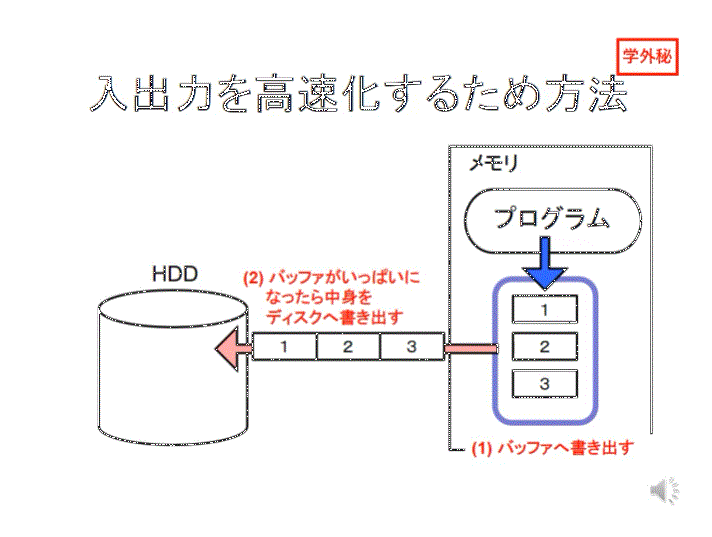 学外秘
入出力を高速化するため方法
メモリ
プログラム
HDD
(2) バッファがいっぱいに
なったら中身を
ディスクへ書き出す
1
2
3
1 2 3
(1) バッファへ書き出す